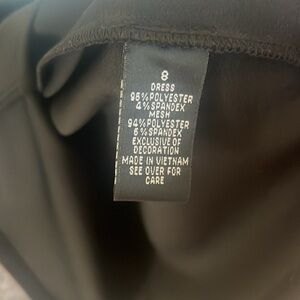 8
DRESS
96%POLYESTER
4%SPANDEX
MESH
94%POLYESTER
6%SPANDEX
EXCLUSIVE OF
DECORATION
MADE IN VIETNAM
SEE OVER FOR
CARE